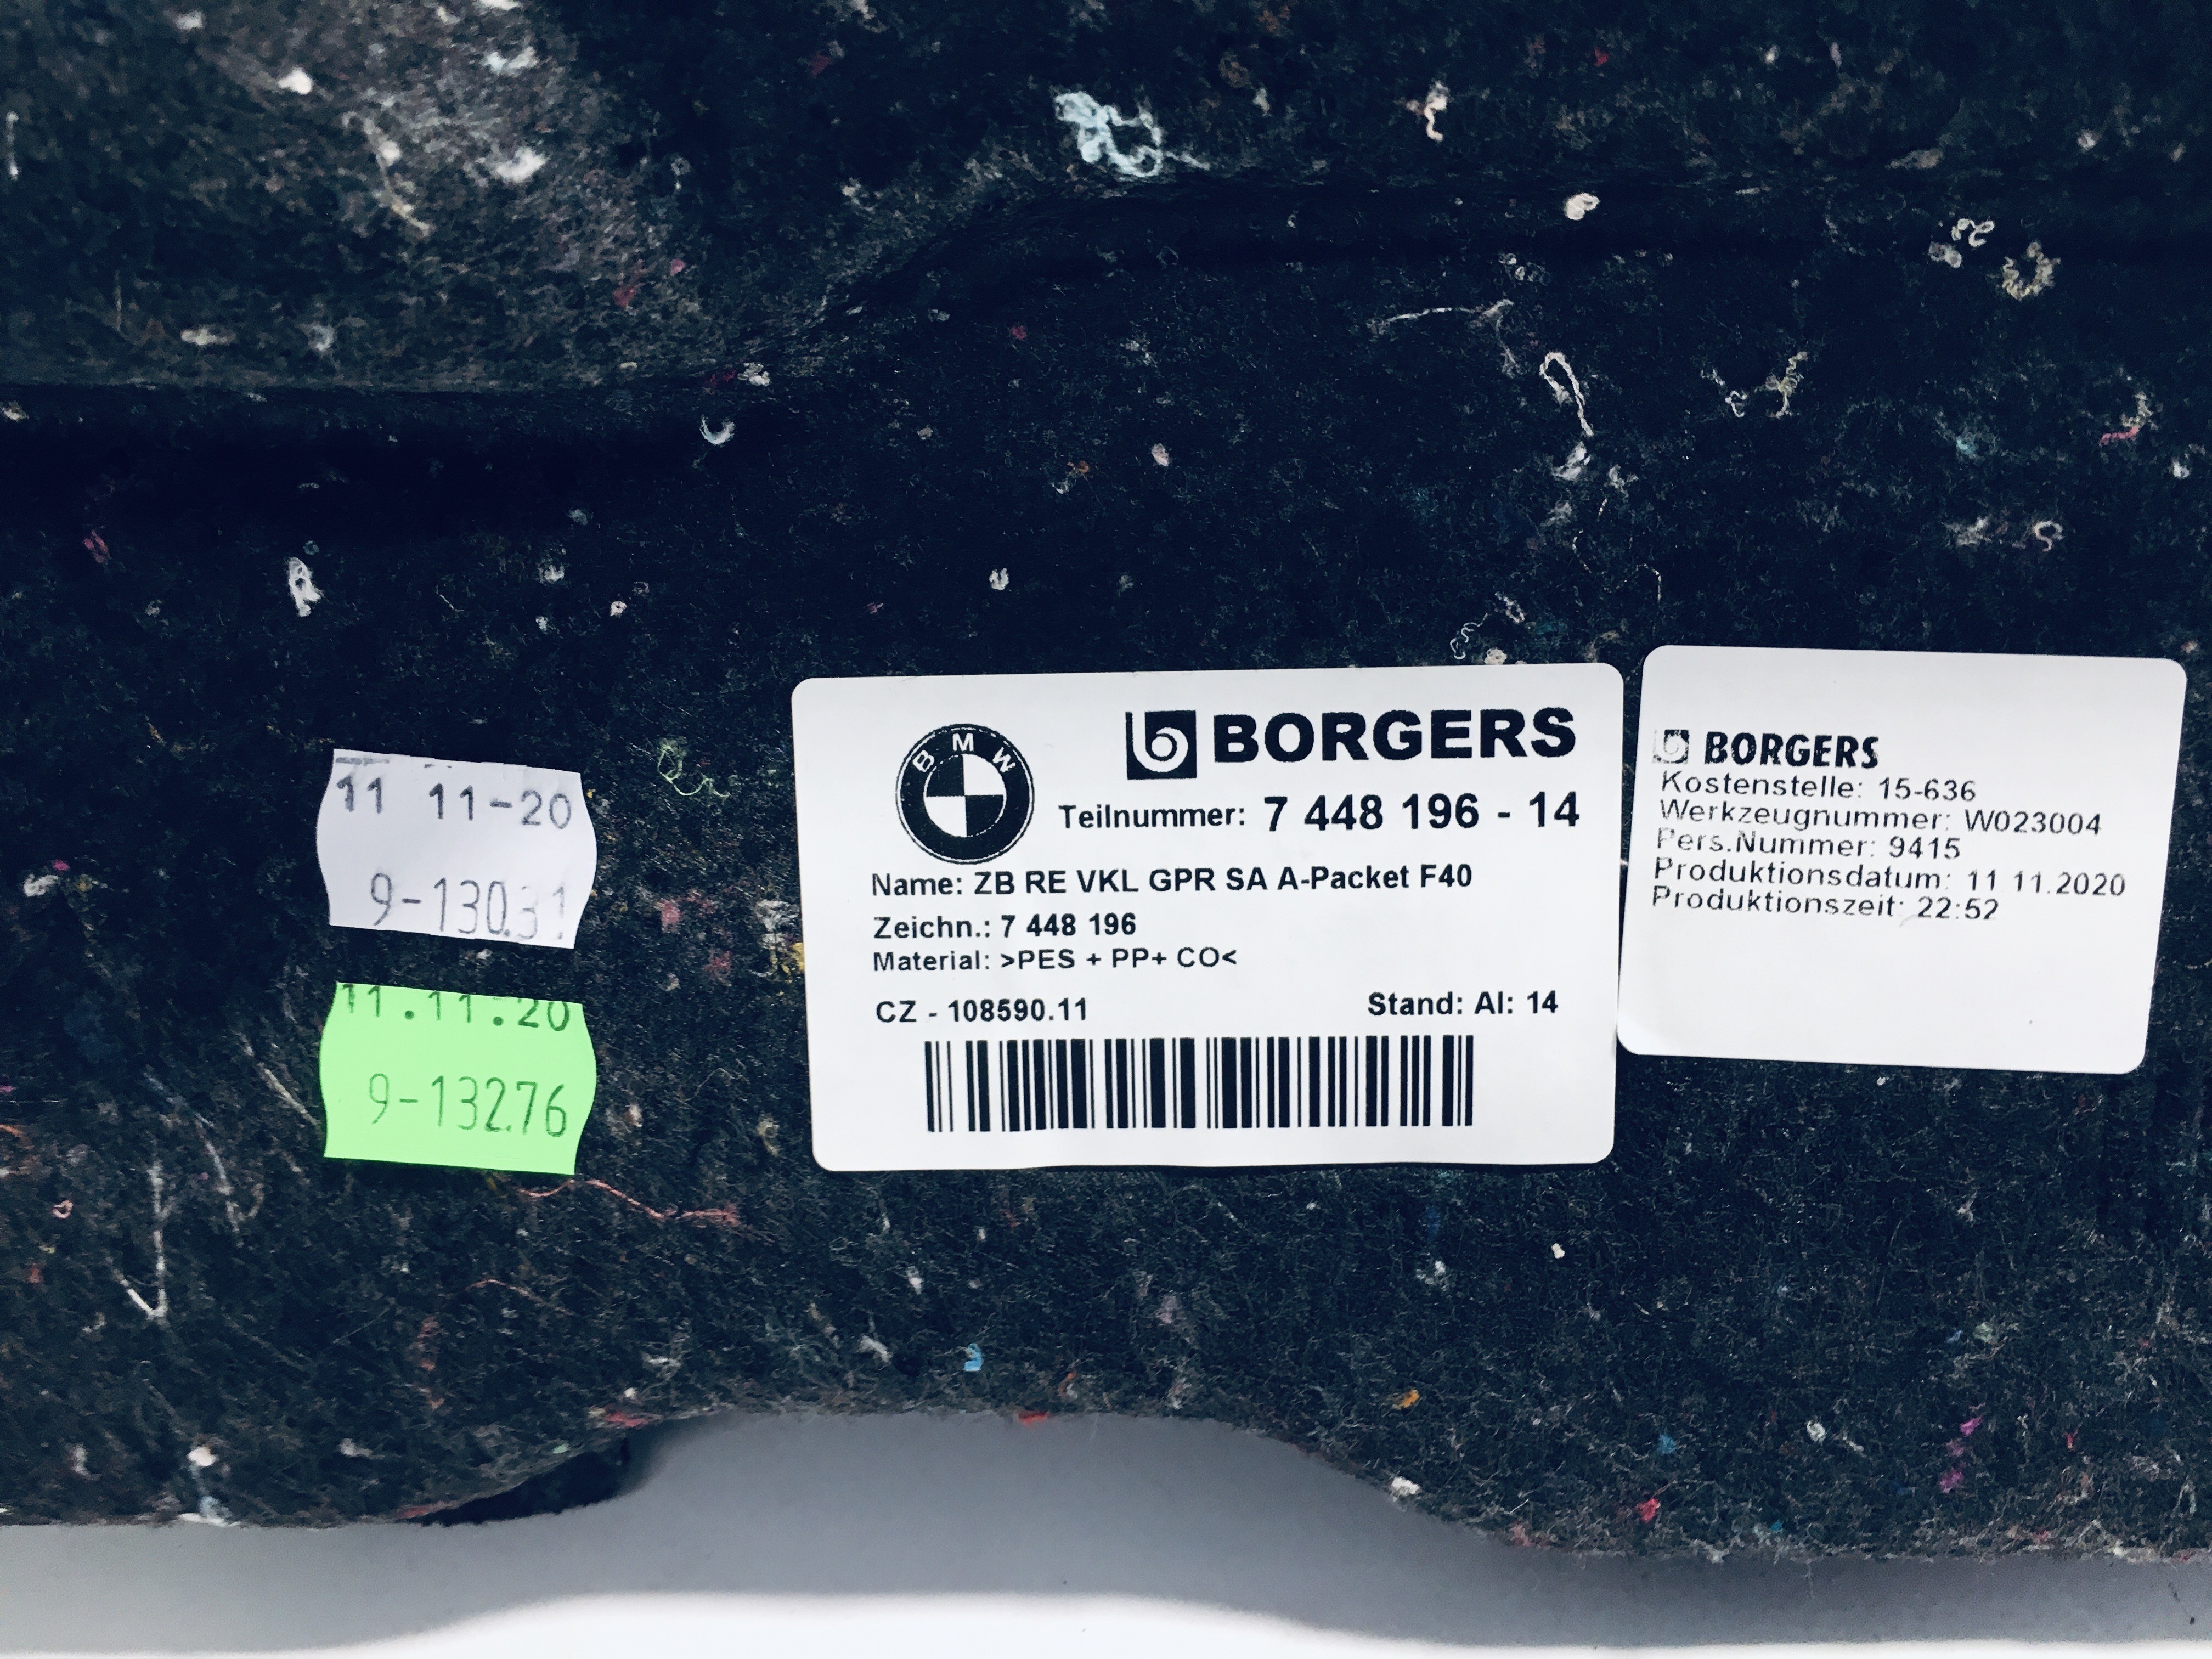 11 11-20
9-130.31
11.11.20
9-132.76
BMW
BORGERS
Teilnummer: 7 448 196 - 14
Name: ZB RE VKL GPR SA A-Packet F40
Zeichn.: 7 448 196
Material: >PES + PP+ CO<
CZ - 108590.11 Stand: AI: 14
BORGERS
Kostenstelle: 15-636
Werkzeugnummer: W023004
Pers.Nummer: 9415
Produktionsdatum: 11 11.2020
Produktionszeit: 22:52